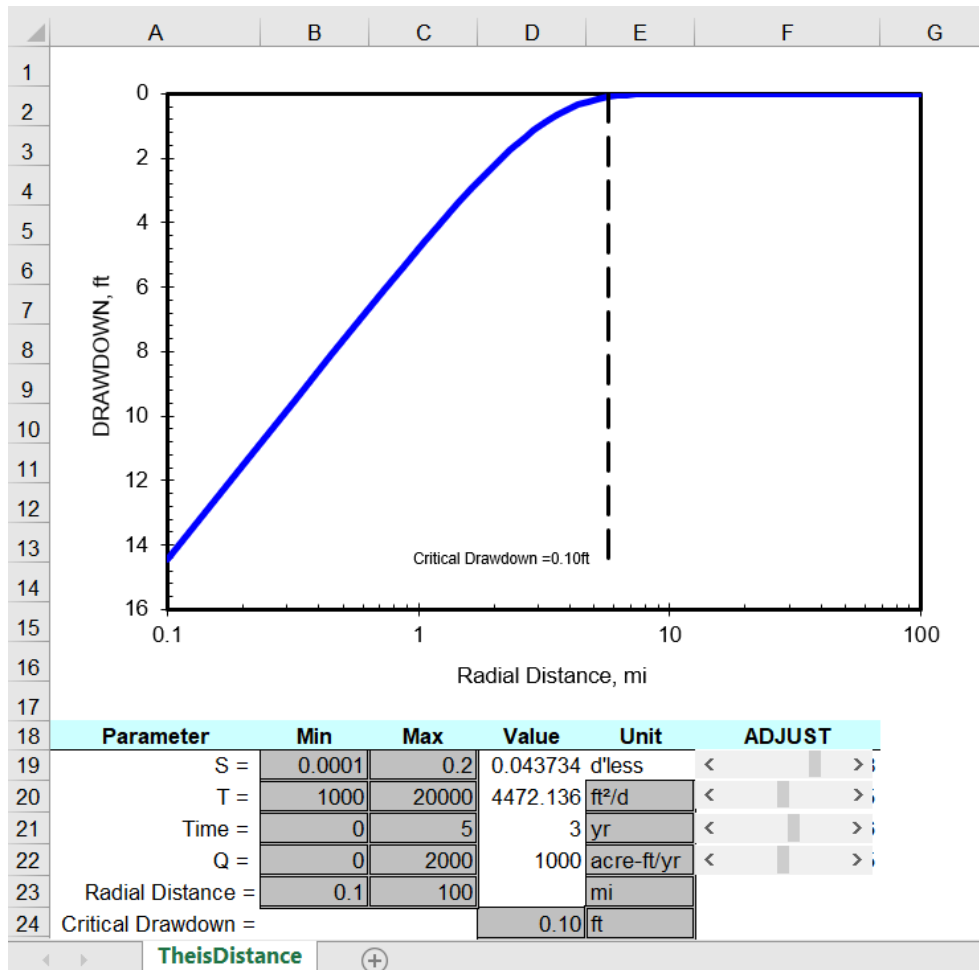 A B C D E F G
1
2
3
4
5
6
7
8
9
10
11
12
13
14
15
16
17
0
2
4
6
8
10
12
14
16
DRAWDOWN, ft
Critical Drawdown =0.10ft
0.1 1 10 100
Radial Distance, mi
18 Parameter Min Max Value Unit ADJUST
19 S = 0.0001 0.2 0.043734 d'less < >
20 T = 1000 20000 4472.136 ft²/d < >
21 Time = 0 5 3 yr < >
22 Q = 0 2000 1000 acre-ft/yr < >
23 Radial Distance = 0.1 100 mi
24 Critical Drawdown = 0.10 ft
TheisDistance